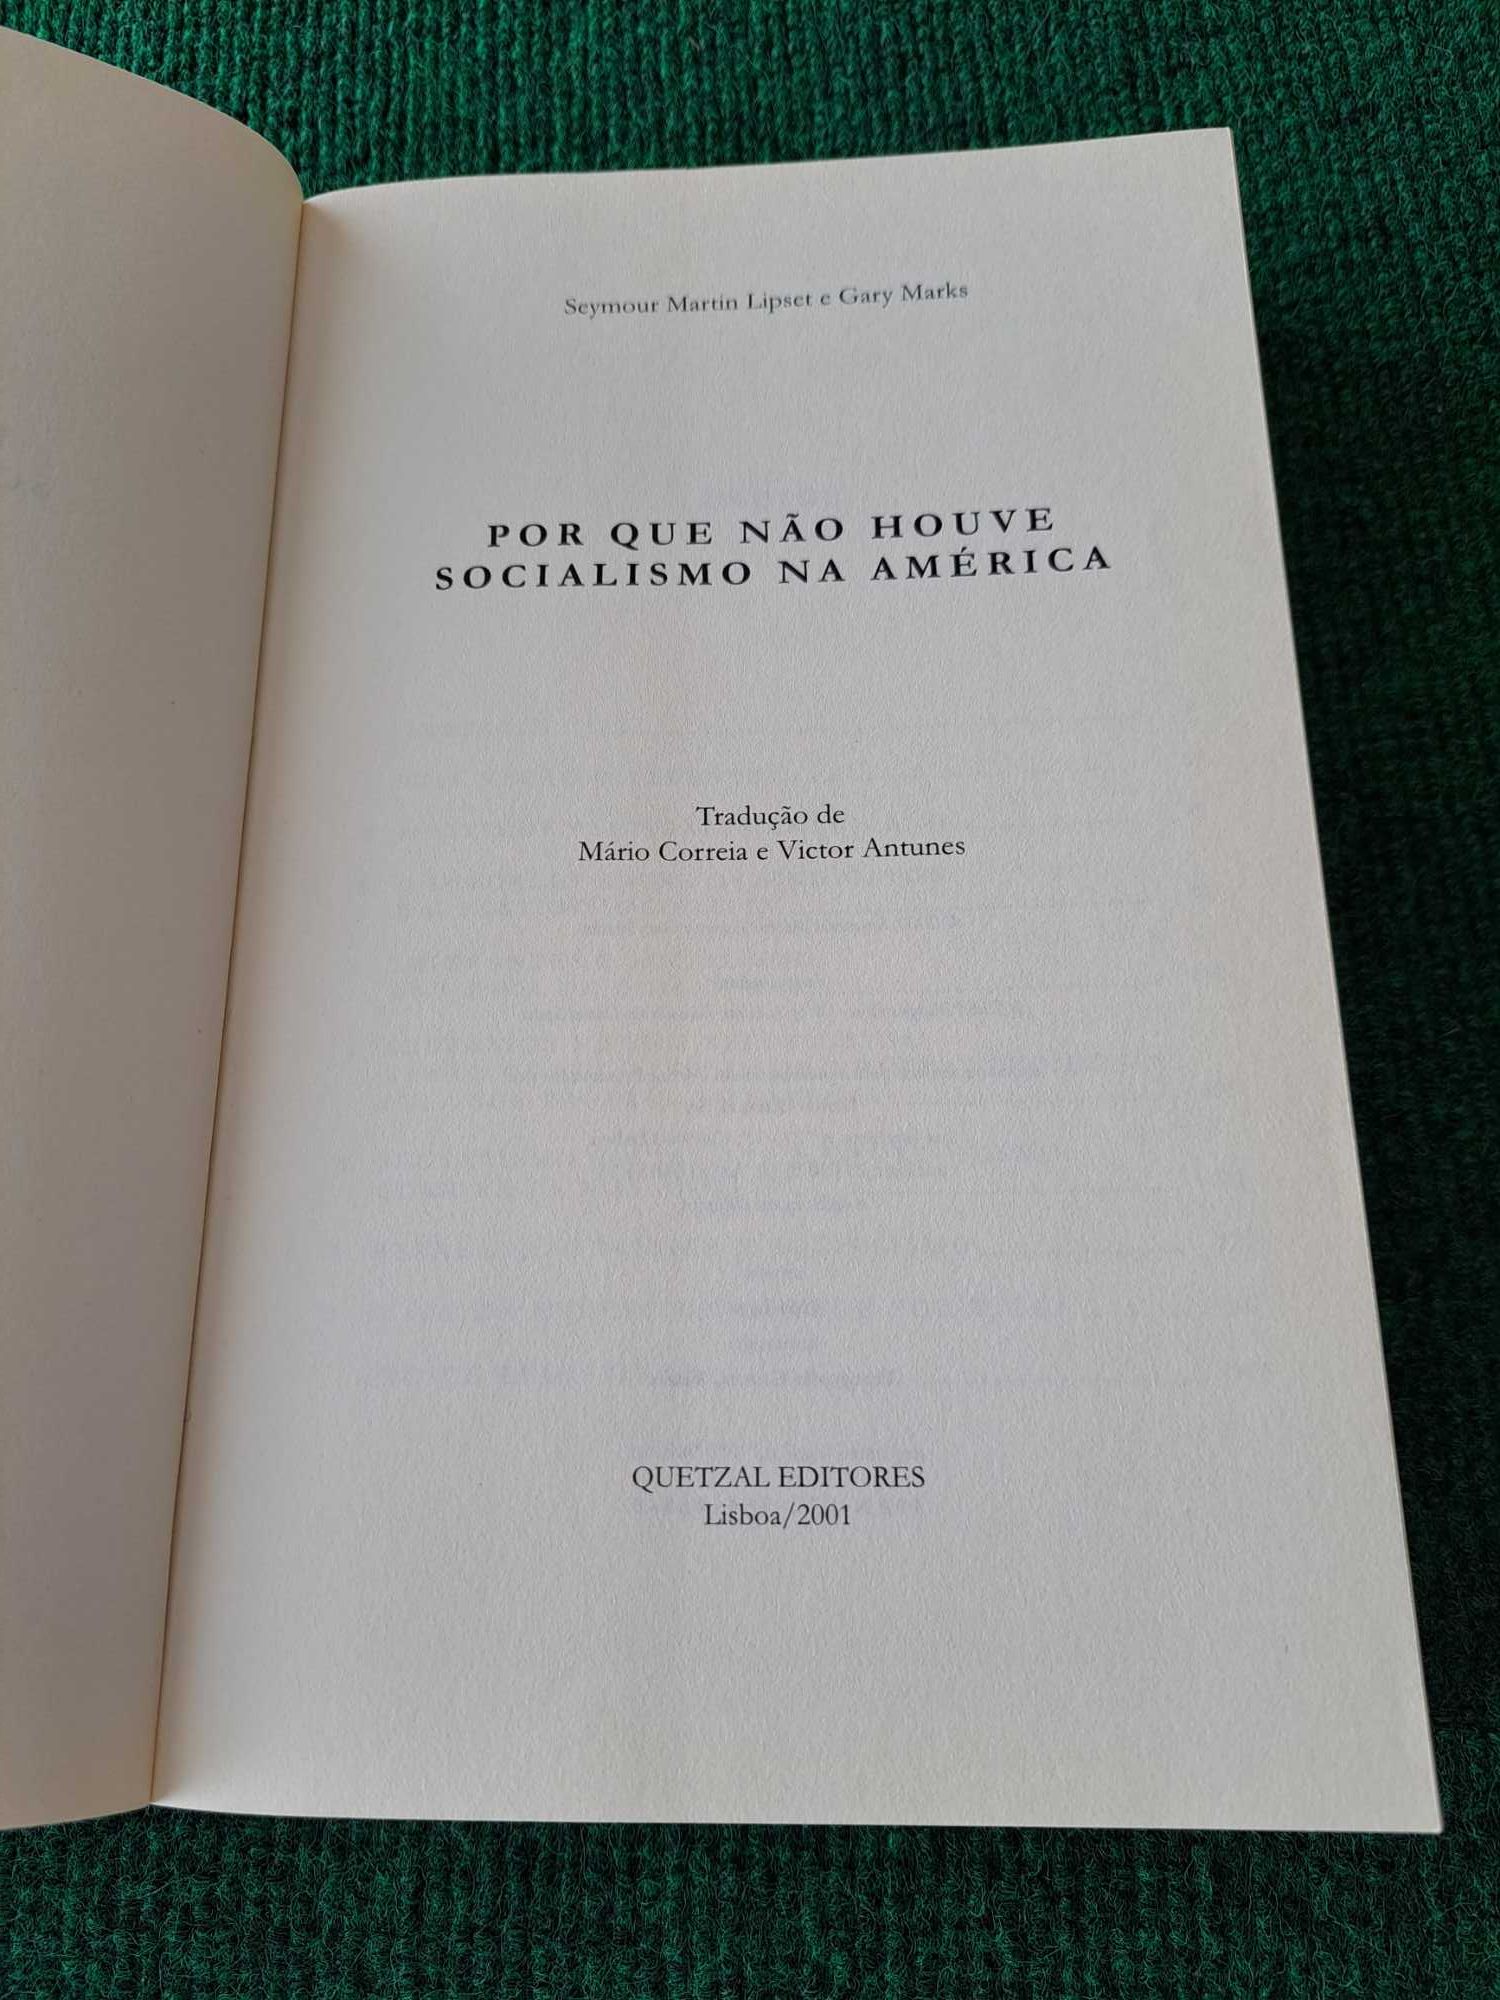 Seymour Martin Lipset e Gary Marks
POR QUE NÃO HOUVE
SOCIALISMO NA AMÉRICA
Tradução de
Mário Correia e Victor Antunes
QUETZAL EDITORES
Lisboa/2001